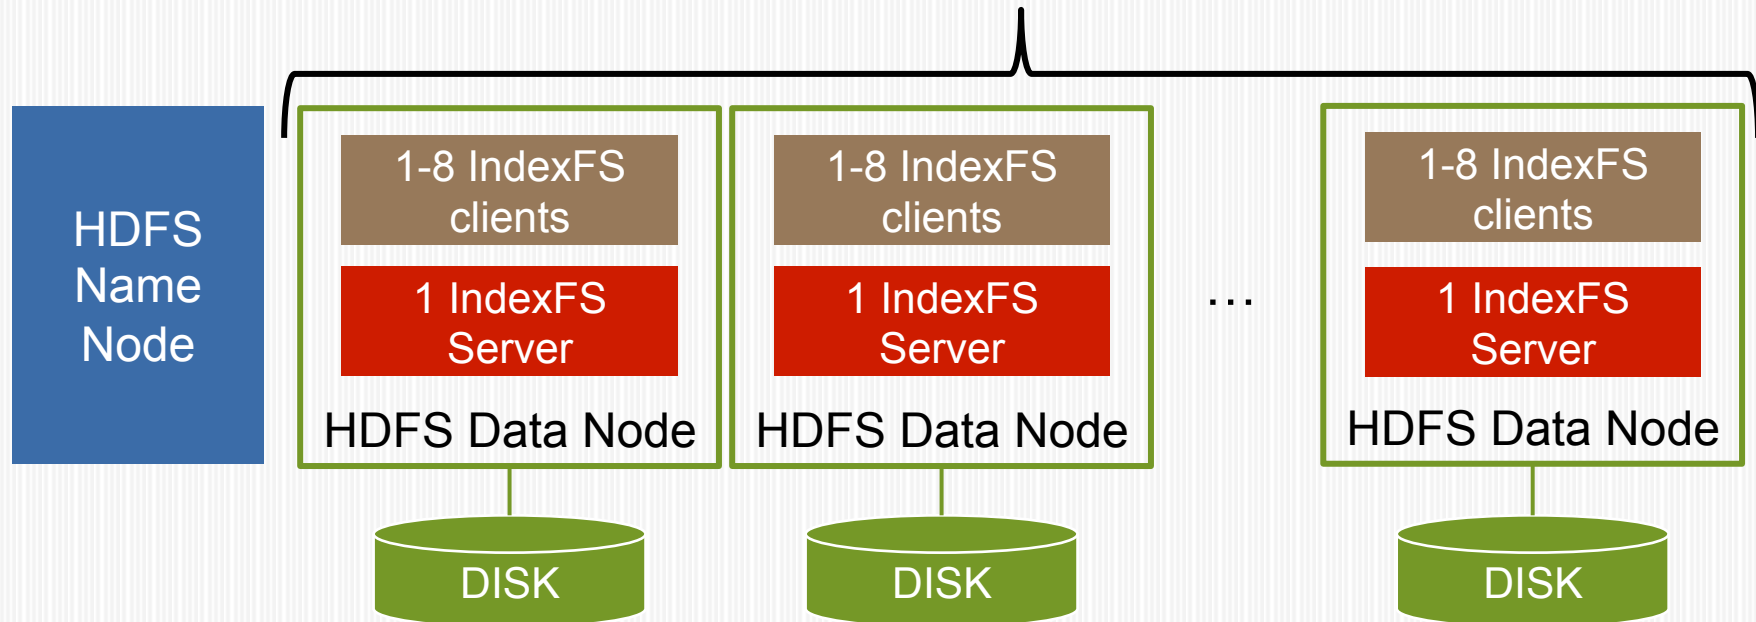 HDFS
Name
Node
1-8 IndexFS
clients
1 IndexFS
Server
HDFS Data Node
DISK
1-8 IndexFS
clients
1 IndexFS
Server
HDFS Data Node
DISK
…
1-8 IndexFS
clients
1 IndexFS
Server
HDFS Data Node
DISK